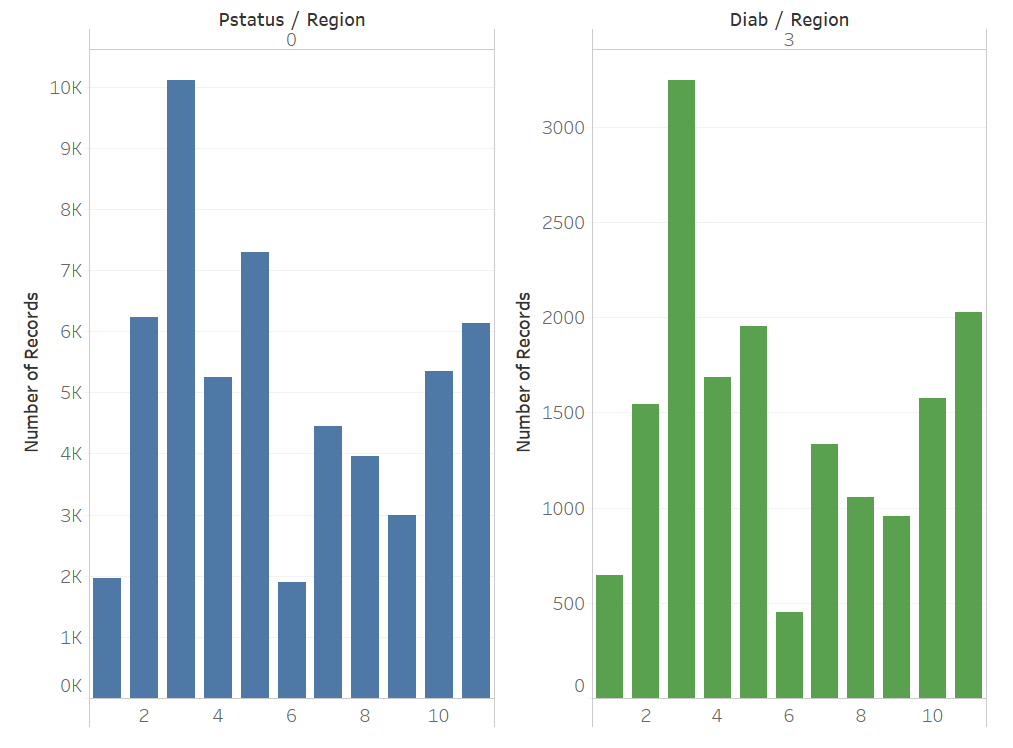 Pstatus / Region
0
10K
9K
8K
7K
6K
5K
4K
3K
2K
1K
0K
Number of Records
2 4 6 8 10
Diab / Region
3
3000
2500
2000
1500
1000
500
0
Number of Records
2 4 6 8 10